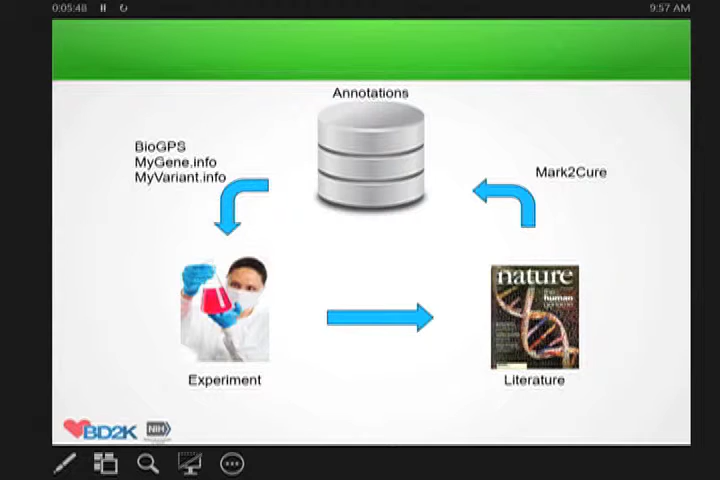 0:05:48
9:57 AM
Annotations
BioGPS
MyGene.info
MyVariant.info
Mark2Cure
nature
the
human
Experiment
Literature
BD2K
NIH